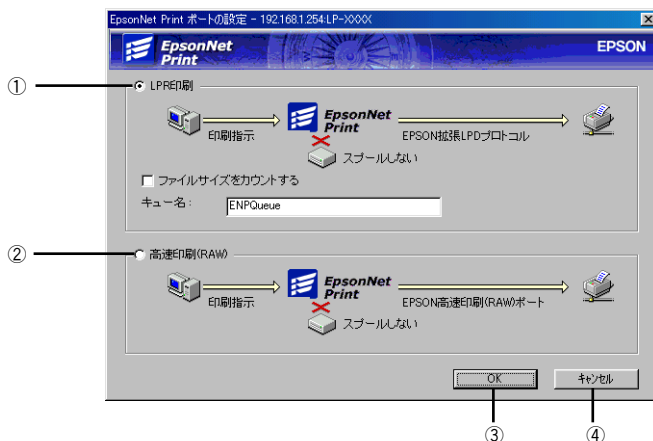 EpsonNet Print ポートの設定 - 192.168.1.254:LP-XXXX
EpsonNet
Print
EPSON
① LPR印刷
EpsonNet
Print
印刷指示
EPSON拡張LPDプロトコル
スプールしない
ファイルサイズをカウントする
キュー名:
ENPQueue
② 高速印刷(RAW)
EpsonNet
Print
印刷指示
EPSON高速印刷(RAW)ポート
スプールしない
OK
キャンセル
③
④